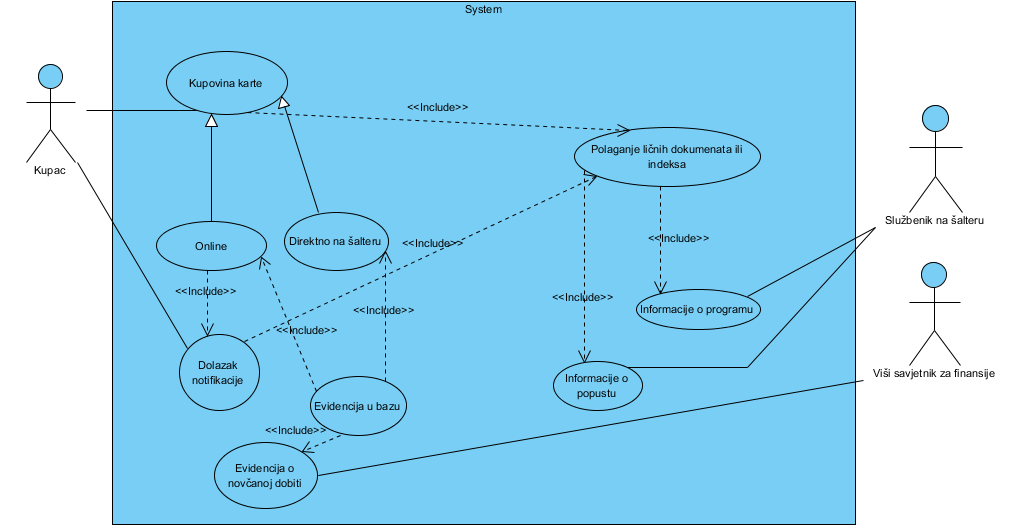 System
Kupovina karte
<<Include>>
Polaganje ličnih dokumenata ili
indeksa
Kupac
Službenik na šalteru
Online
Direktno na šalteru
<<Include>>
<<Include>>
<<Include>>
<<Include>>
<<Include>>
Informacije o programu
<<Include>>
Dolazak
notifikacije
Informacije o
popustu
Viši savjetnik za finansije
Evidencija u bazu
<<Include>>
Evidencija o
novčanoj dobiti